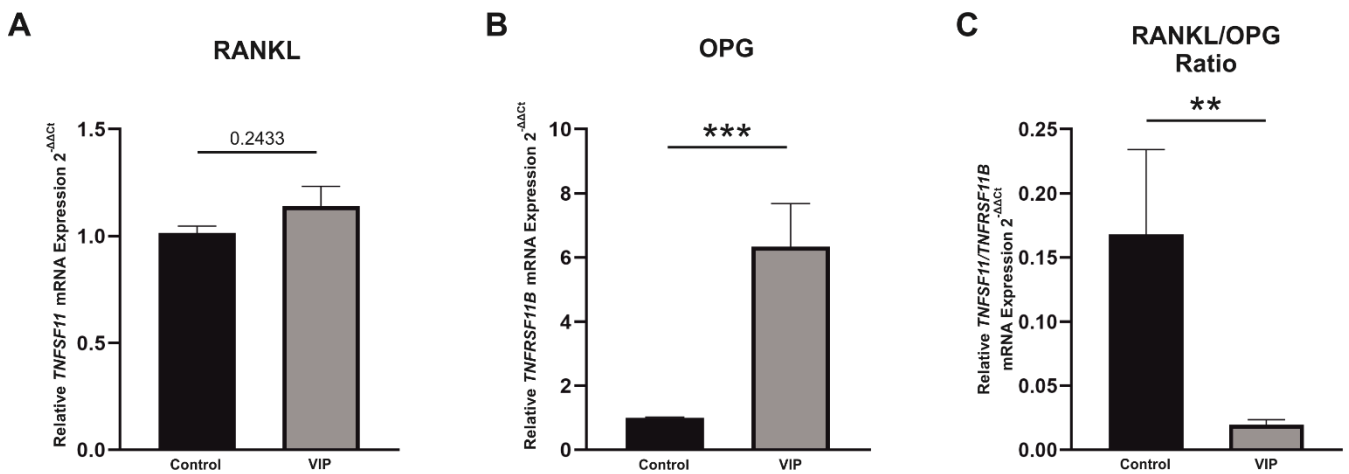 A
RANKL
Relative TNFSF11 mRNA Expression 2^-ΔΔCt
1.5
1.0
0.5
0.0
0.2433
Control
VIP
B
OPG
Relative TNFRSF11B mRNA Expression 2^-ΔΔCt
10
8
6
4
2
0
***
Control
VIP
C
RANKL/OPG
Ratio
Relative TNFSF11/TNFRSF11B
mRNA Expression 2^-ΔΔCt
0.25
0.20
0.15
0.10
0.05
0.00
**
Control
VIP